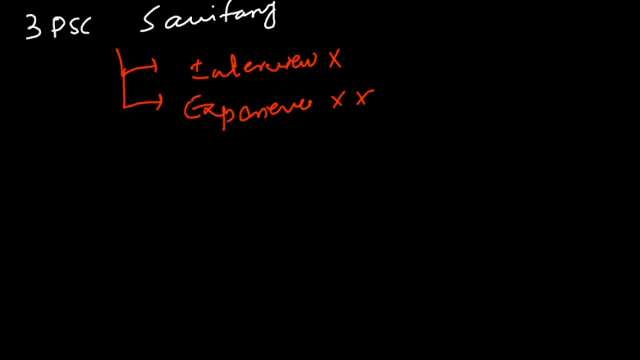 3 PSC Sanitary
Interview X
Experience X X